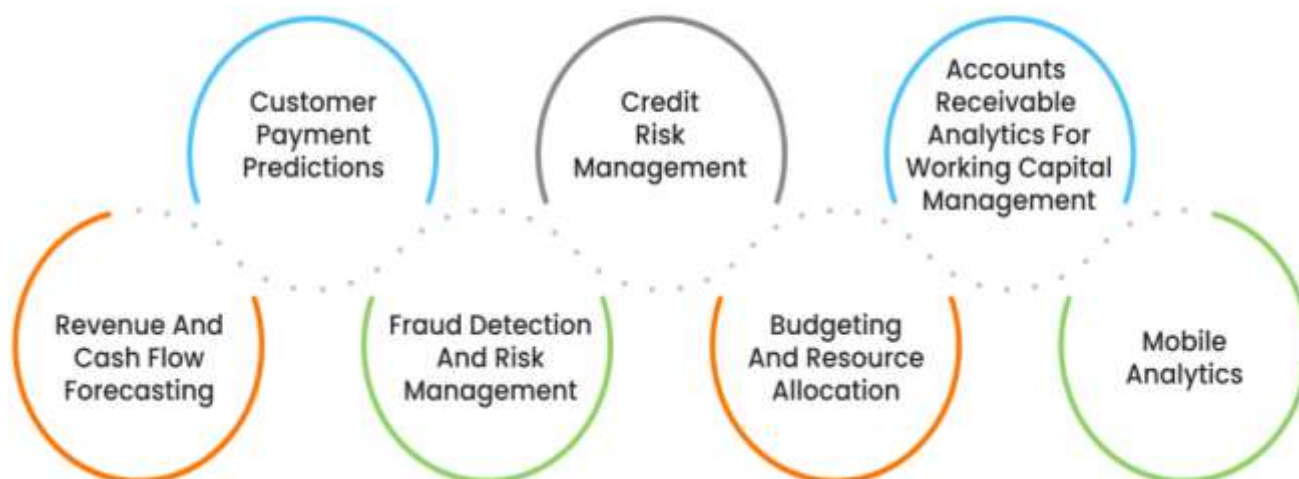 Customer
Payment
Predictions
Credit
Risk
Management
Accounts
Receivable
Analytics For
Working Capital
Management
Revenue And
Cash Flow
Forecasting
Fraud Detection
And Risk
Management
Budgeting
And Resource
Allocation
Mobile
Analytics